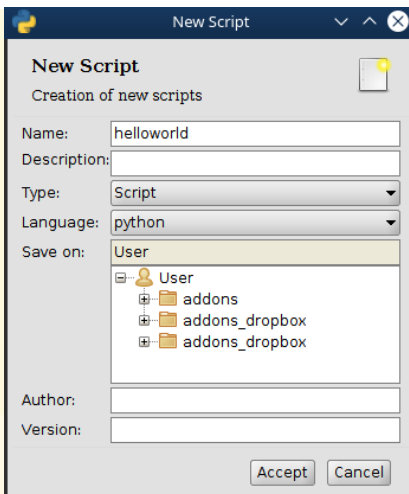 New Script
New Script
Creation of new scripts
Name: helloworld
Description:
Type: Script
Language: python
Save on: User
User
addons
addons_dropbox
addons_dropbox
Author:
Version:
Accept Cancel